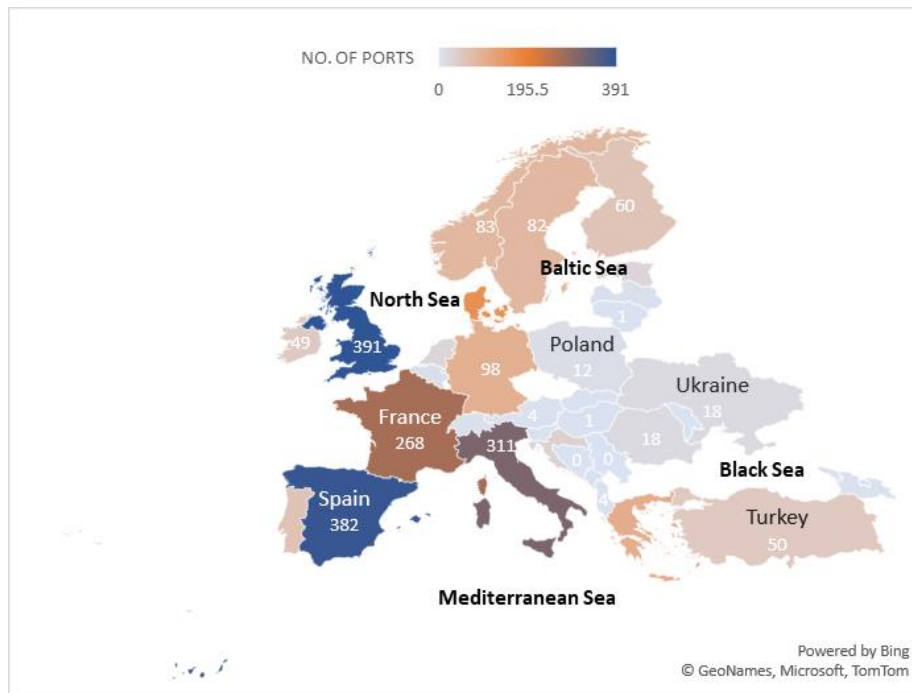 NO. OF PORTS
0 195.5 391
83
82
60
Baltic Sea
North Sea
1
49
391
98
Poland
12
Ukraine
18
France
268
4
1
311
0
0
18
Black Sea
Spain
382
4
Turkey
50
Mediterranean Sea
Powered by Bing
© GeoNames, Microsoft, TomTom